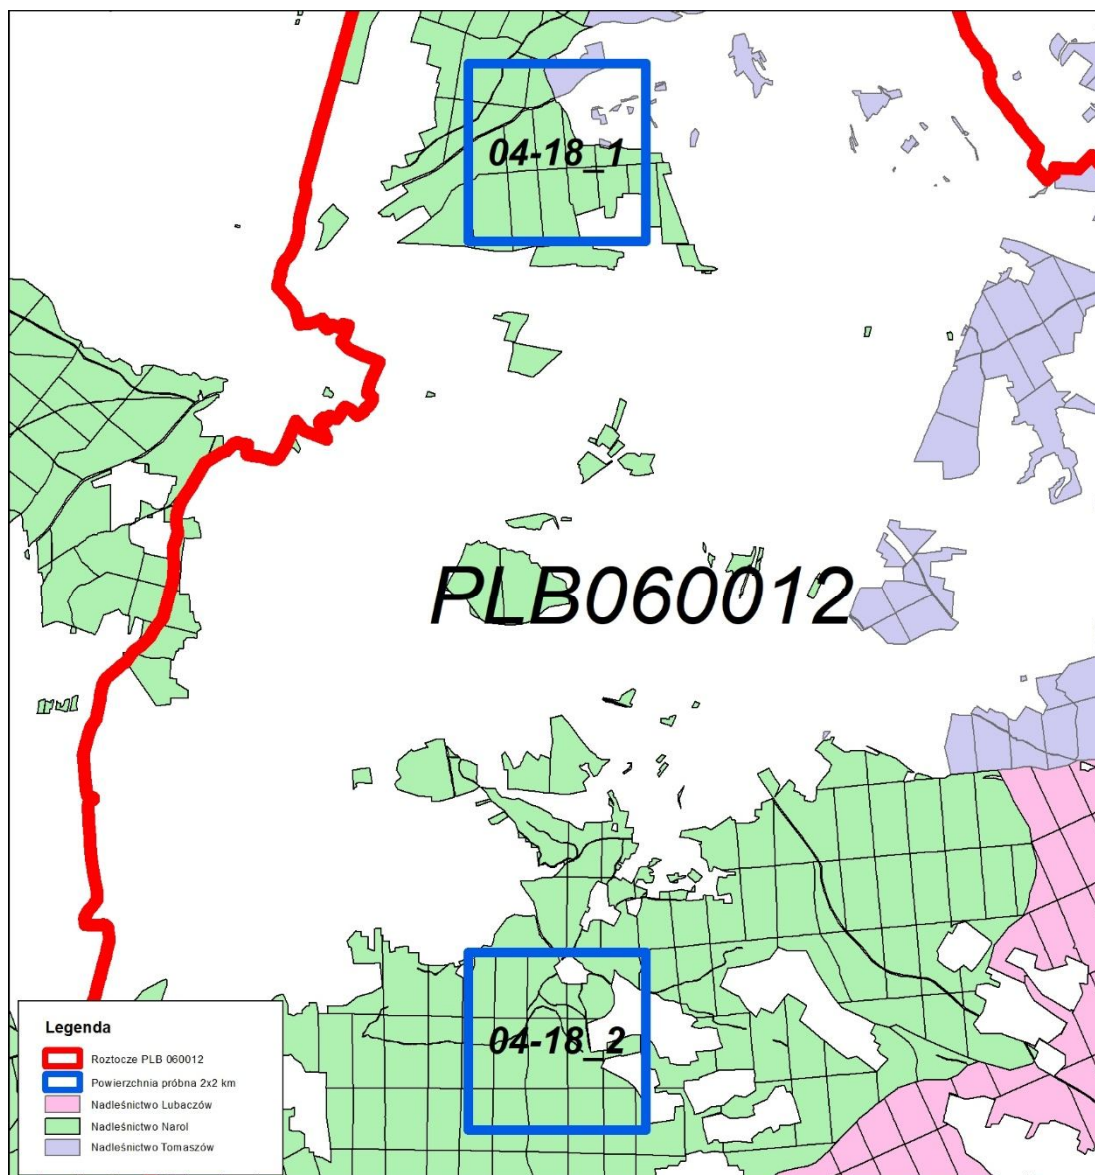 04-18_1
PLB060012
04-18_2
Legenda
Roztocze PLB 060012
Powierzchnia próbna 2x2 km
Nadleśnictwo Lubaczów
Nadleśnictwo Narol
Nadleśnictwo Tomaszów